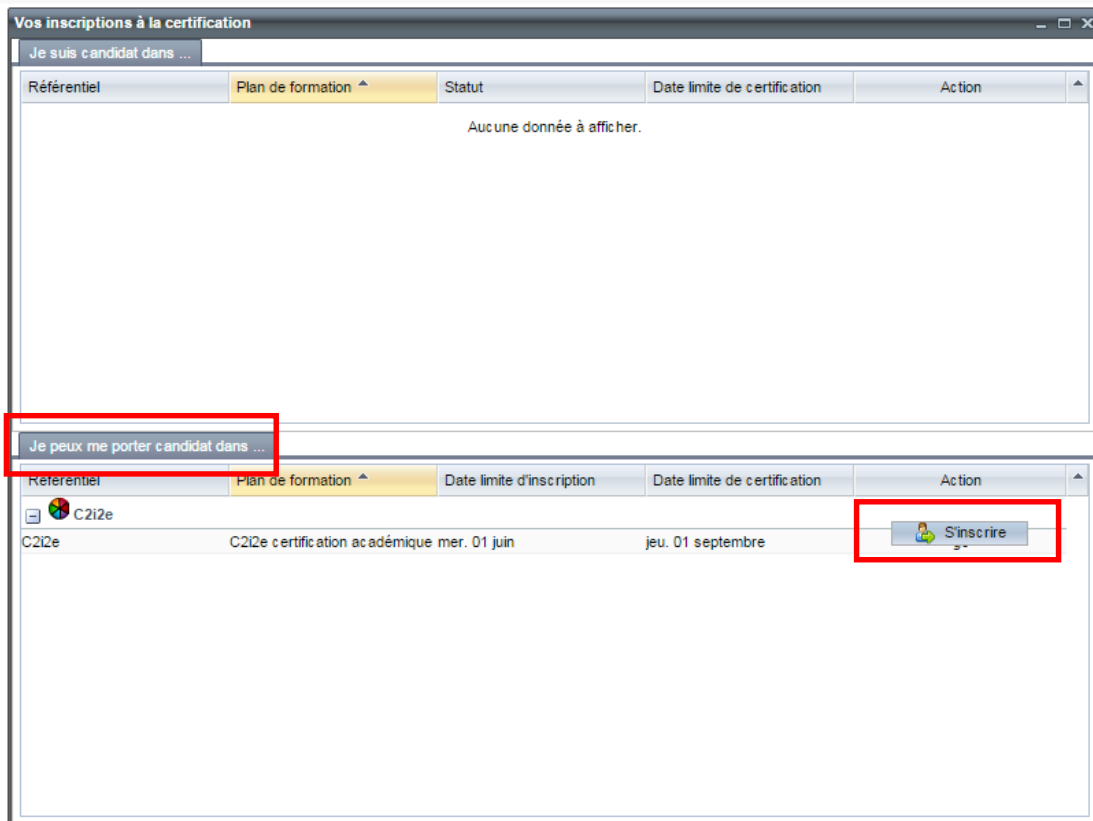 Vos inscriptions à la certification
Je suis candidat dans ...
Référentiel Plan de formation Statut Date limite de certification Action
Aucune donnée à afficher.
Je peux me porter candidat dans ...
Référentiel Plan de formation Date limite d'inscription Date limite de certification Action
C2i2e
C2i2e C2i2e certification académique mer. 01 juin jeu. 01 septembre S'inscrire